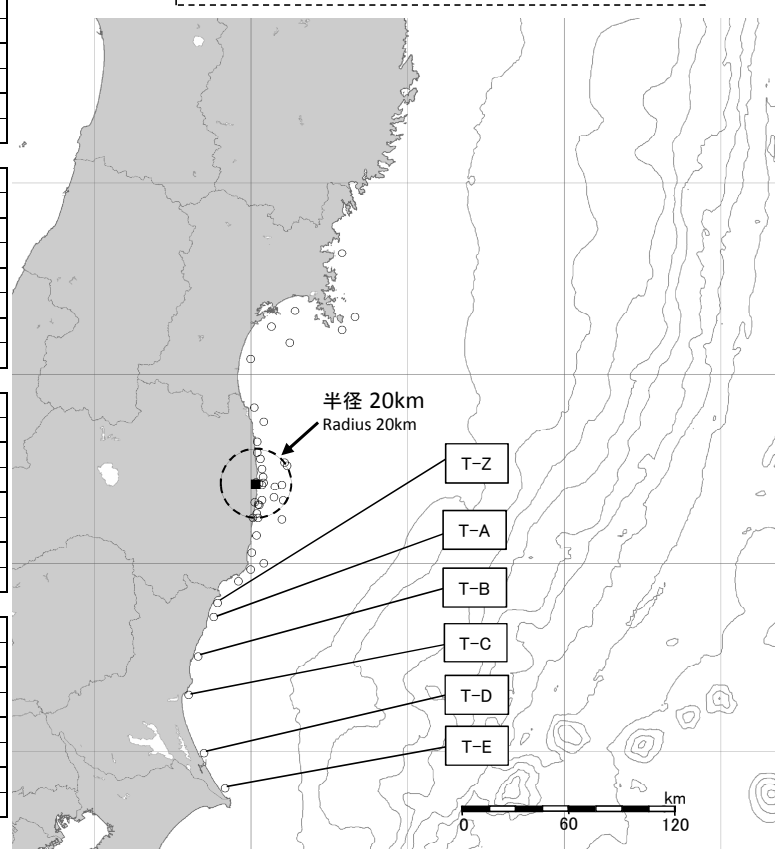 半径 20km
Radius 20km
T-Z
T-A
T-B
T-C
T-D
T-E
km
0 60 120